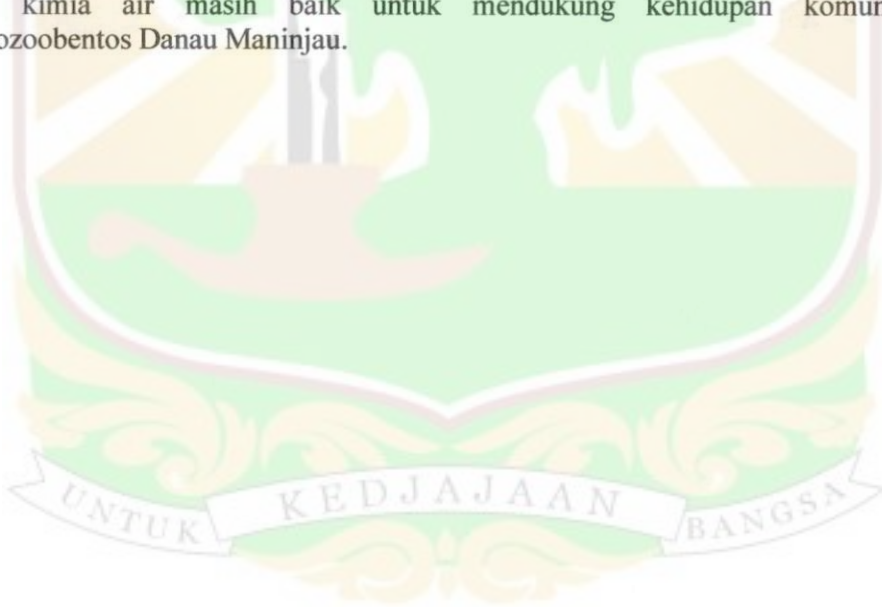 kimia air masih baik untuk mendukung kehidupan komun
ozoobentos Danau Maninjau.
UNTUK KEDJAJAAN BANGSA